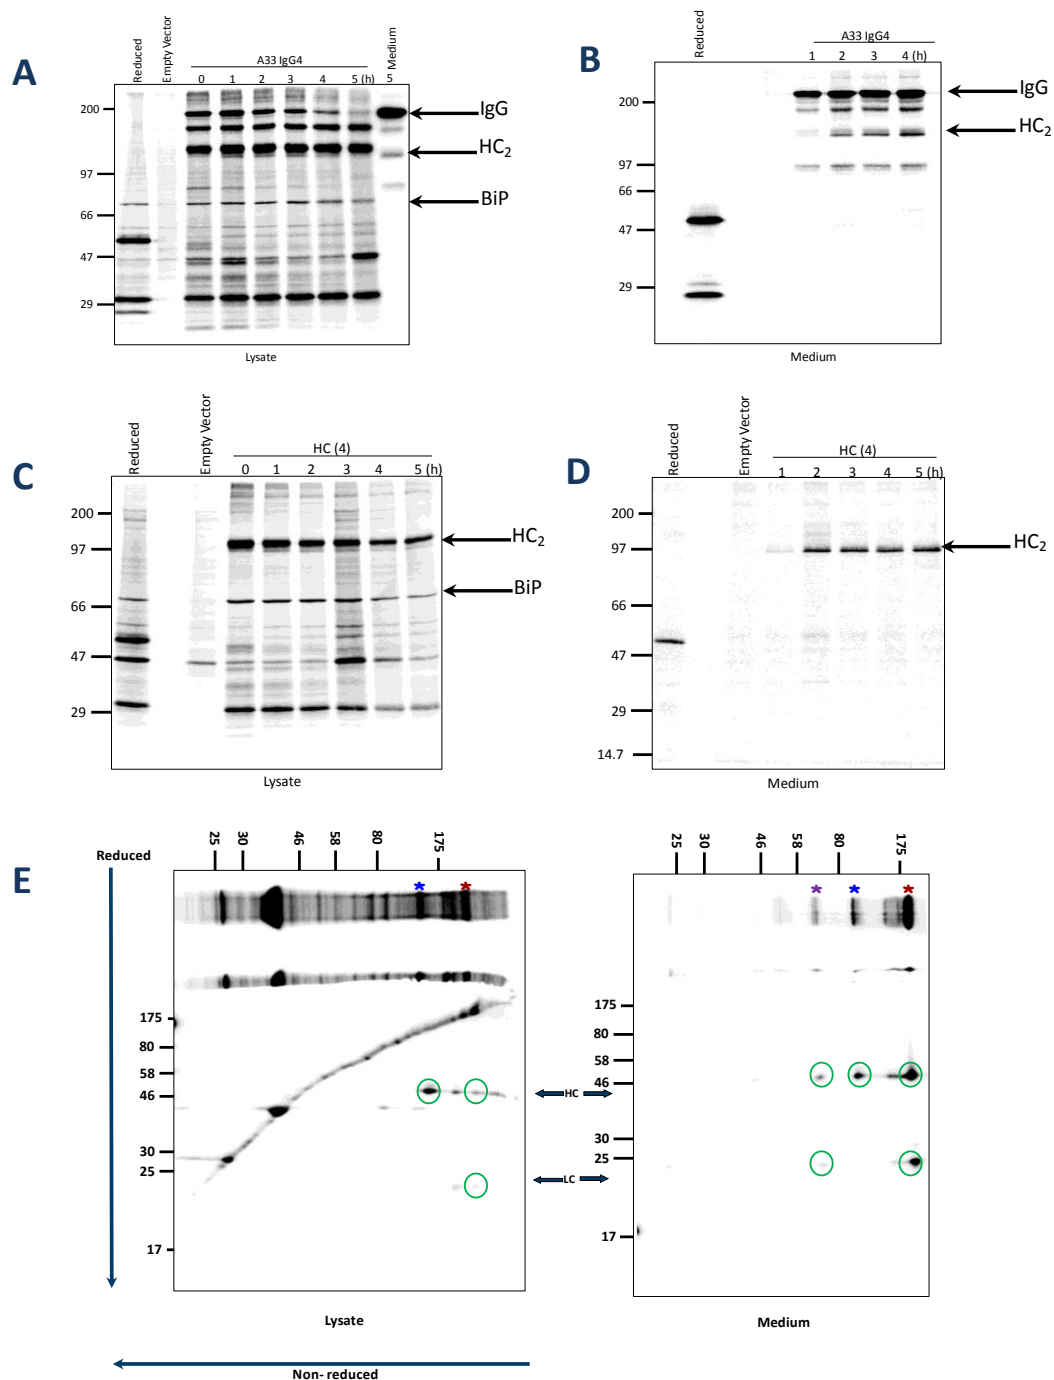 A
Reduced
Empty Vector
A33 IgG4
Medium
0 1 2 3 4 5 (h) 5
200
97
66
47
29
IgG
HC2
BiP
Lysate
B
Reduced
A33 IgG4
1 2 3 4 (h)
200
97
66
47
29
IgG
HC2
Medium
C
Reduced
Empty Vector
HC (4)
0 1 2 3 4 5 (h)
200
97
66
47
29
HC2
BiP
Lysate
D
Reduced
Empty Vector
HC (4)
1 2 3 4 5 (h)
200
97
66
47
29
14.7
HC2
Medium
E
Reduced
25 30 46 58 80 175
* *
175
80
58
46
30
25
17
Lysate
HC
LC
25 30 46 58 80 175
* * *
175
80
58
46
30
25
17
Medium
Non- reduced